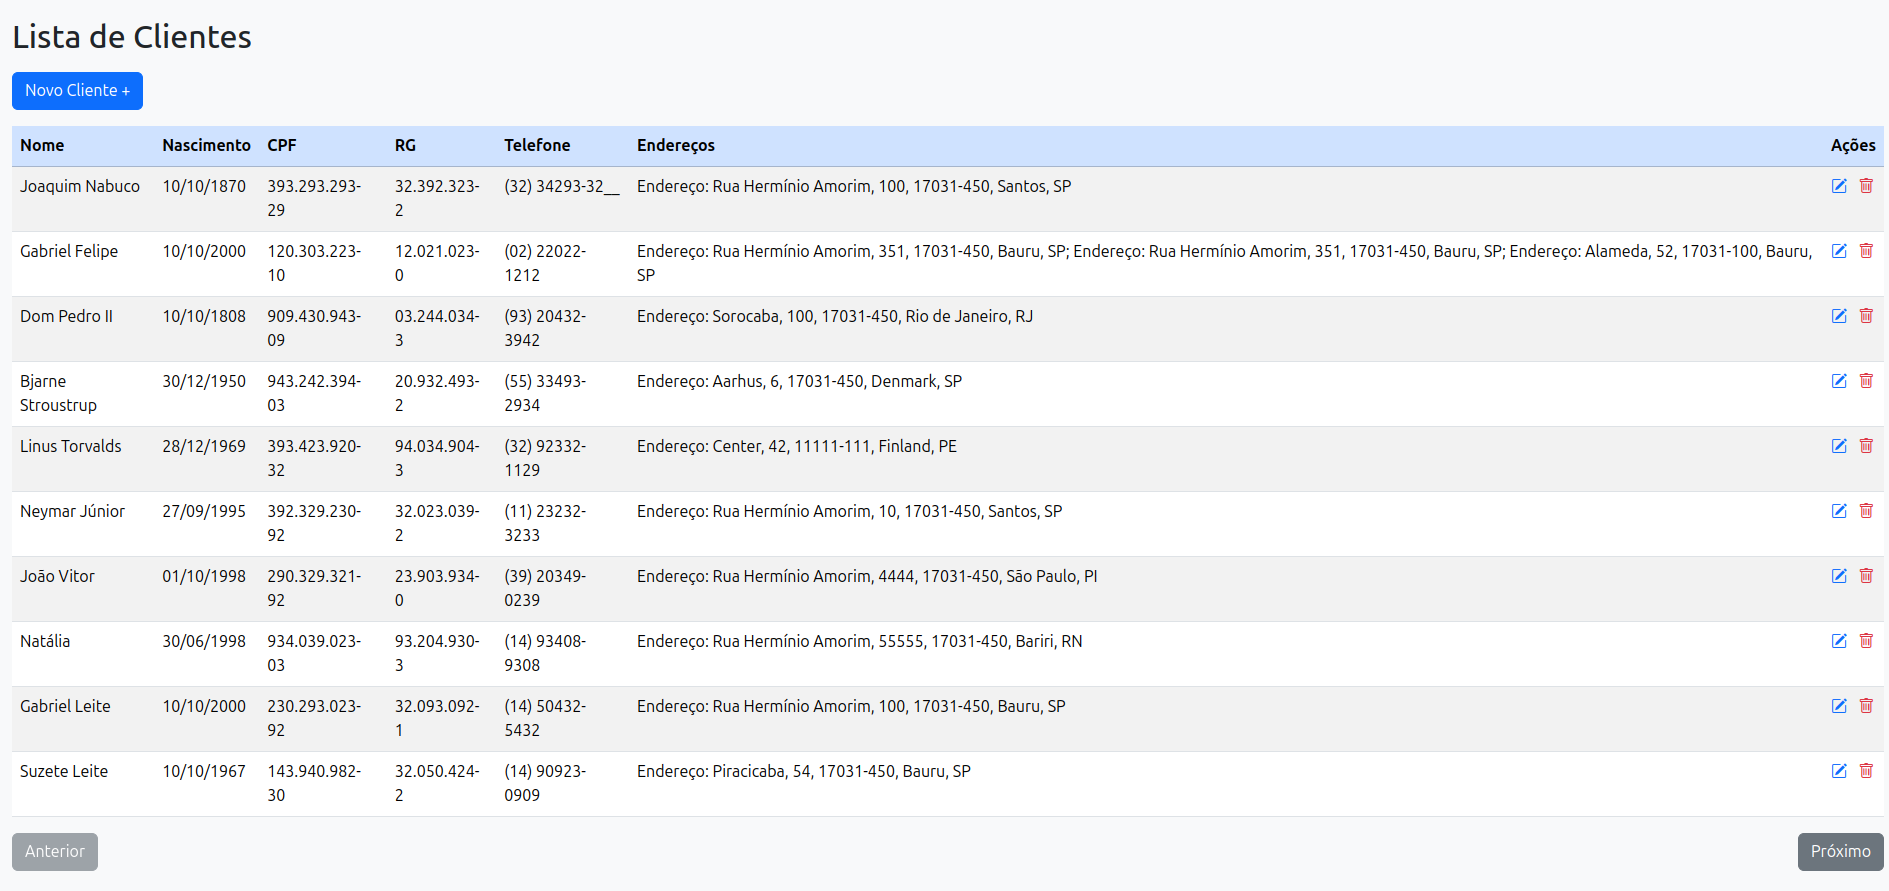 Lista de Clientes
Novo Cliente +
Nome Nascimento CPF RG Telefone Endereços Ações
Joaquim Nabuco 10/10/1870 393.293.293- 32.392.323- (32) 34293-32__ Endereço: Rua Hermínio Amorim, 100, 17031-450, Santos, SP
29 2
Gabriel Felipe 10/10/2000 120.303.223- 12.021.023- (02) 22022- Endereço: Rua Hermínio Amorim, 351, 17031-450, Bauru, SP; Endereço: Rua Hermínio Amorim, 351, 17031-450, Bauru, SP; Endereço: Alameda, 52, 17031-100, Bauru,
10 0 1212 SP
Dom Pedro II 10/10/1808 909.430.943- 03.244.034- (93) 20432- Endereço: Sorocaba, 100, 17031-450, Rio de Janeiro, RJ
09 3 3942
Bjarne 30/12/1950 943.242.394- 20.932.493- (55) 33493- Endereço: Aarhus, 6, 17031-450, Denmark, SP
Stroustrup 03 2 2934
Linus Torvalds 28/12/1969 393.423.920- 94.034.904- (32) 92332- Endereço: Center, 42, 11111-111, Finland, PE
32 3 1129
Neymar Júnior 27/09/1995 392.329.230- 32.023.039- (11) 23232- Endereço: Rua Hermínio Amorim, 10, 17031-450, Santos, SP
92 2 3233
João Vitor 01/10/1998 290.329.321- 23.903.934- (39) 20349- Endereço: Rua Hermínio Amorim, 4444, 17031-450, São Paulo, PI
92 0 0239
Natália 30/06/1998 934.039.023- 93.204.930- (14) 93408- Endereço: Rua Hermínio Amorim, 55555, 17031-450, Bariri, RN
03 3 9308
Gabriel Leite 10/10/2000 230.293.023- 32.093.092- (14) 50432- Endereço: Rua Hermínio Amorim, 100, 17031-450, Bauru, SP
92 1 5432
Suzete Leite 10/10/1967 143.940.982- 32.050.424- (14) 90923- Endereço: Piracicaba, 54, 17031-450, Bauru, SP
30 2 0909
Anterior Próximo